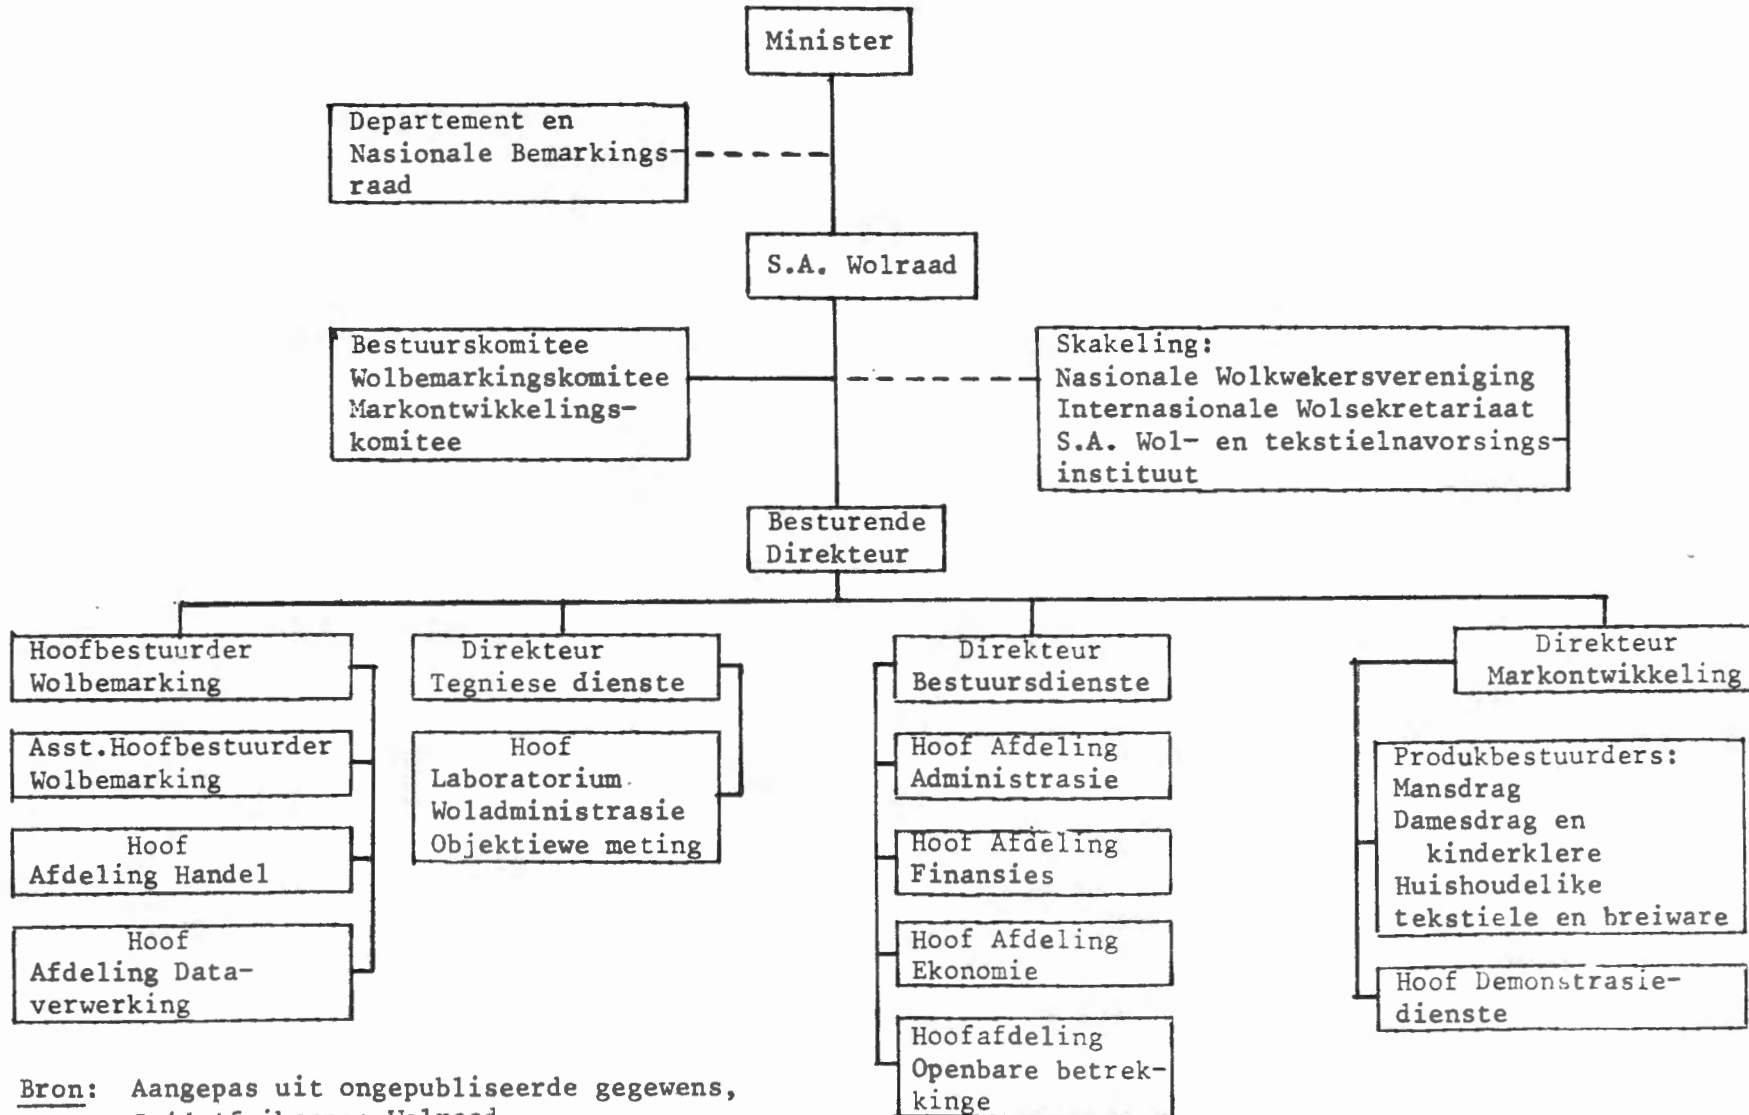 Minister
Departement en
Nasionale Bemarkings-
raad
S.A. Wolraad
Bestuurskomitee
Wolbemarkingskomitee
Markontwikkelings-
komitee
Skakeling:
Nasionale Wolkwekersvereniging
Internasionale Wolsekretariaat
S.A. Wol- en tekstielnavorsings-
instituut
Besturende
Direkteur
Hoofbestuurder
Wolbemarking
Asst.Hoofbestuurder
Wolbemarking
Hoof
Afdeling Handel
Hoof
Afdeling Data-
verwerking
Direkteur
Tegniese dienste
Hoof
Laboratorium
Woladministrasie
Objektiewe meting
Direkteur
Bestuursdienste
Hoof Afdeling
Administrasie
Hoof Afdeling
Finansies
Hoof Afdeling
Ekonomie
Hoofafdeling
Openbare betrek-
kinge
Direkteur
Markontwikkeling
Produkbestuurders:
Mansdrag
Damesdrag en
kinderklere
Huishoudelike
tekstiele en breiware
Hoof Demonstrasie-
dienste
Bron: Aangepas uit ongepubliseerde gegewens,